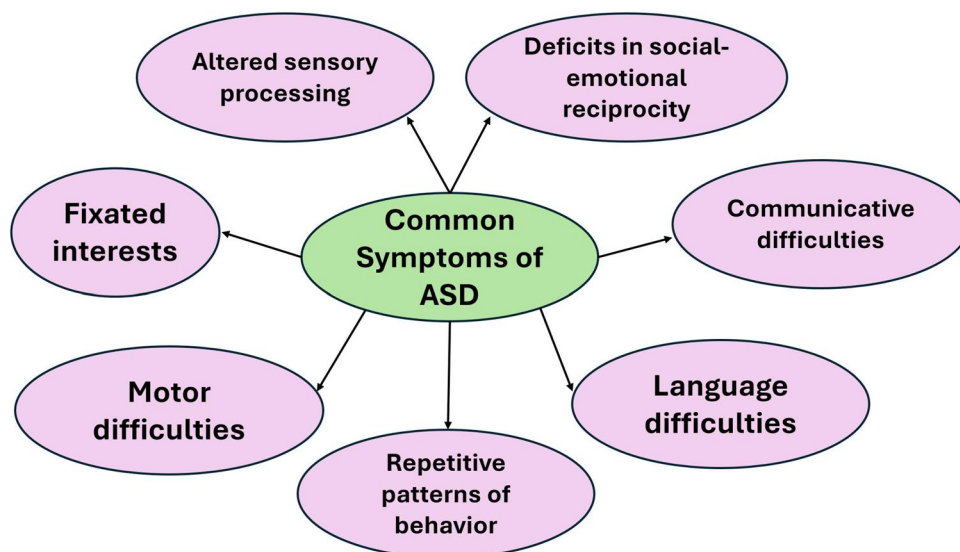 Altered sensory
processing
Deficits in social-
emotional
reciprocity
Fixated
interests
Common
Symptoms of
ASD
Communicative
difficulties
Motor
difficulties
Language
difficulties
Repetitive
patterns of
behavior